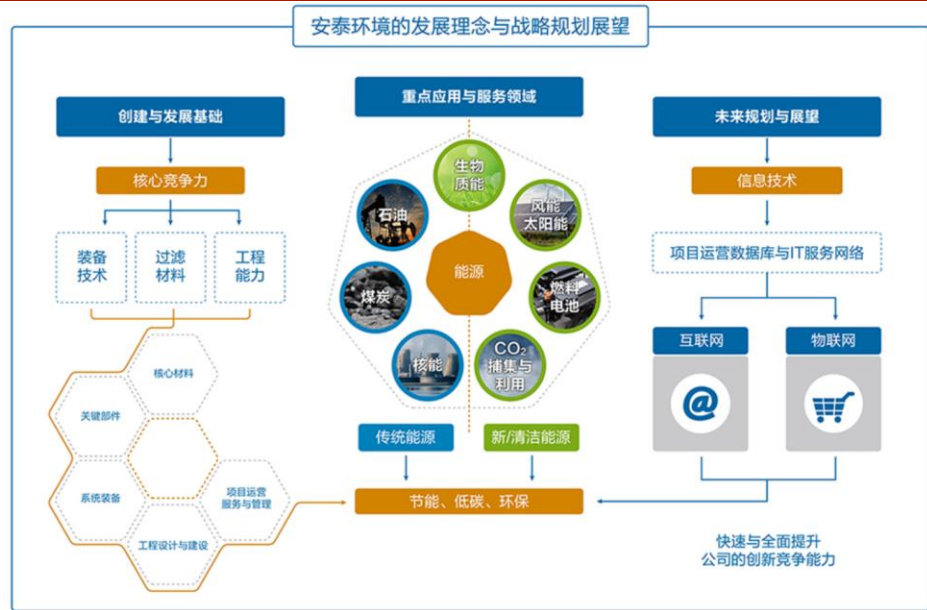 安泰环境的发展理念与战略规划展望
创建与发展基础
核心竞争力
装备
技术
过滤
材料
工程
能力
核心材料
关键部件
系统装备
工程设计与建设
项目运营
服务与管理
重点应用与服务领域
生物
质能
石油
风能
太阳能
能源
煤炭
燃料
电池
核能
CO₂
捕集与
利用
传统能源
新/清洁能源
节能、低碳、环保
未来规划与展望
信息技术
项目运营数据库与IT服务网络
互联网
物联网
@
快速与全面提升
公司的创新竞争能力